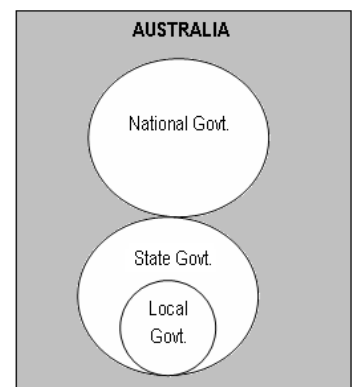 AUSTRALIA
National Govt.
State Govt.
Local
Govt.